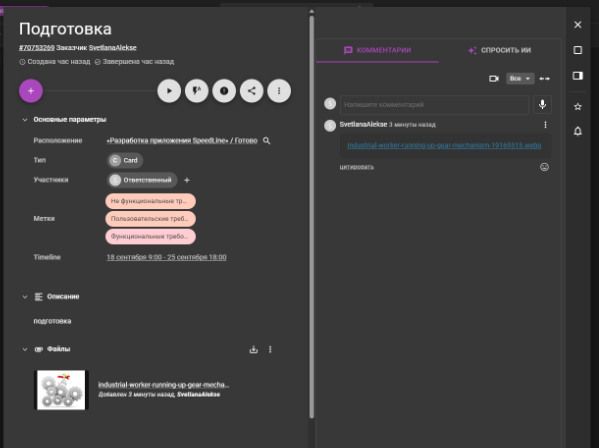 Подготовка
#70753269 Заказчик SvetlanaAlekse
Создана час назад Завершена час назад
Основные параметры
Расположение «Разработка приложения SpeedLine» / Готово
Тип C Card
Участники Ответственный +
Метки
Не функциональные тр...
Пользовательские треб...
Функциональные требо...
Timeline 18 сентября 9:00 - 25 сентября 18:00
Описание
подготовка
Файлы
industrial-worker-running-up-gear-mecha...
Добавлен 3 минуты назад, SvetlanaAlekse
КОММЕНТАРИИ СПРОСИТЬ ИИ
Все
S Напишите комментарий
S SvetlanaAlekse 3 минуты назад
industrial-worker-running-up-gear-mechanism-19169515.webp
цитировать